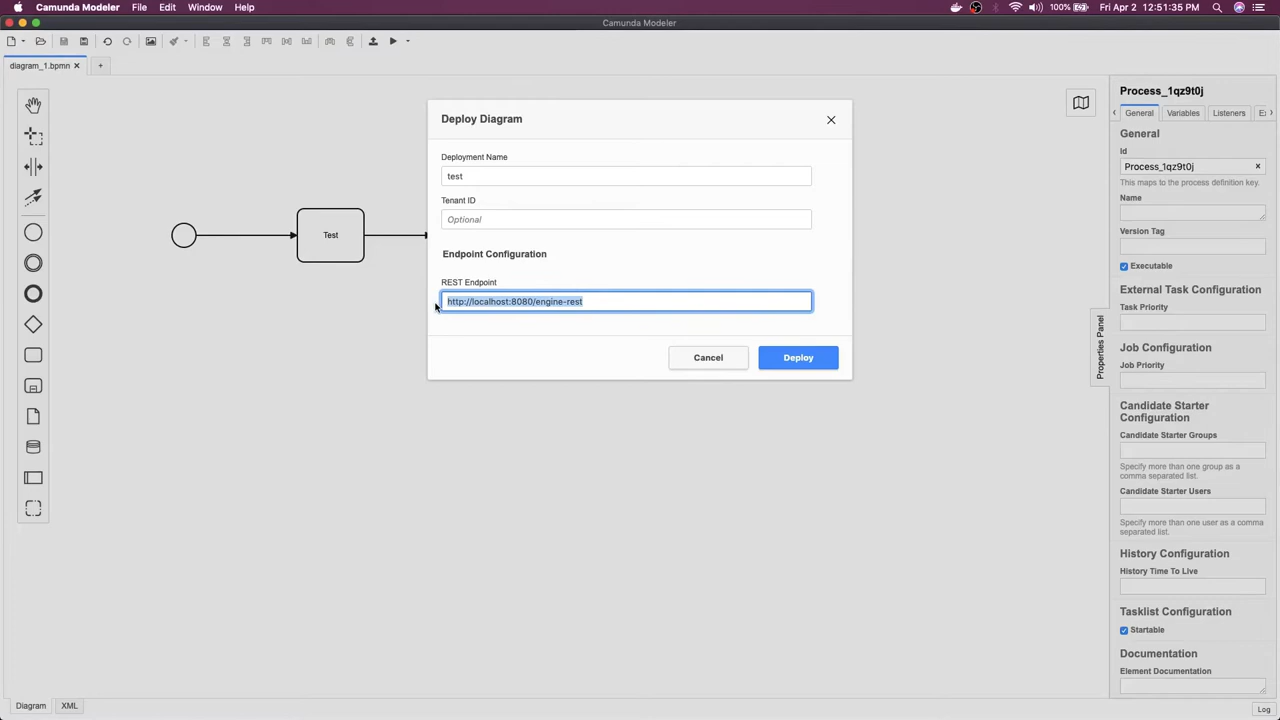 Camunda Modeler File Edit Window Help
100% Fri Apr 2 12:51:35 PM
Camunda Modeler
diagram_1.bpmn
Deploy Diagram
Deployment Name
test
Tenant ID
Optional
Endpoint Configuration
REST Endpoint
http://localhost:8080/engine-rest
Cancel Deploy
Test
Properties Panel
Process_1qz9t0j
General Variables Listeners
General
Id
Process_1qz9t0j
This maps to the process definition key.
Name
Version Tag
Executable
External Task Configuration
Task Priority
Job Configuration
Job Priority
Candidate Starter
Configuration
Candidate Starter Groups
Specify more than one group as a
comma separated list.
Candidate Starter Users
Specify more than one user as a comma
separated list.
History Configuration
History Time To Live
Tasklist Configuration
Startable
Documentation
Element Documentation
Diagram XML
Log